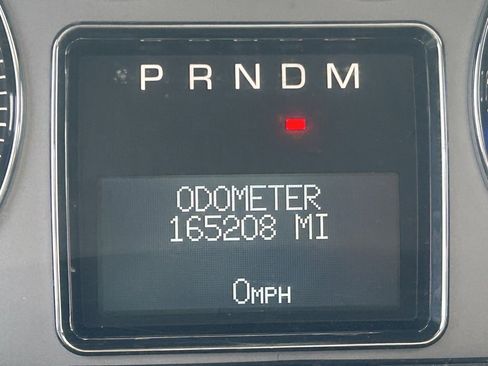 P R N D M
ODOMETER
165208 MI
0MPH